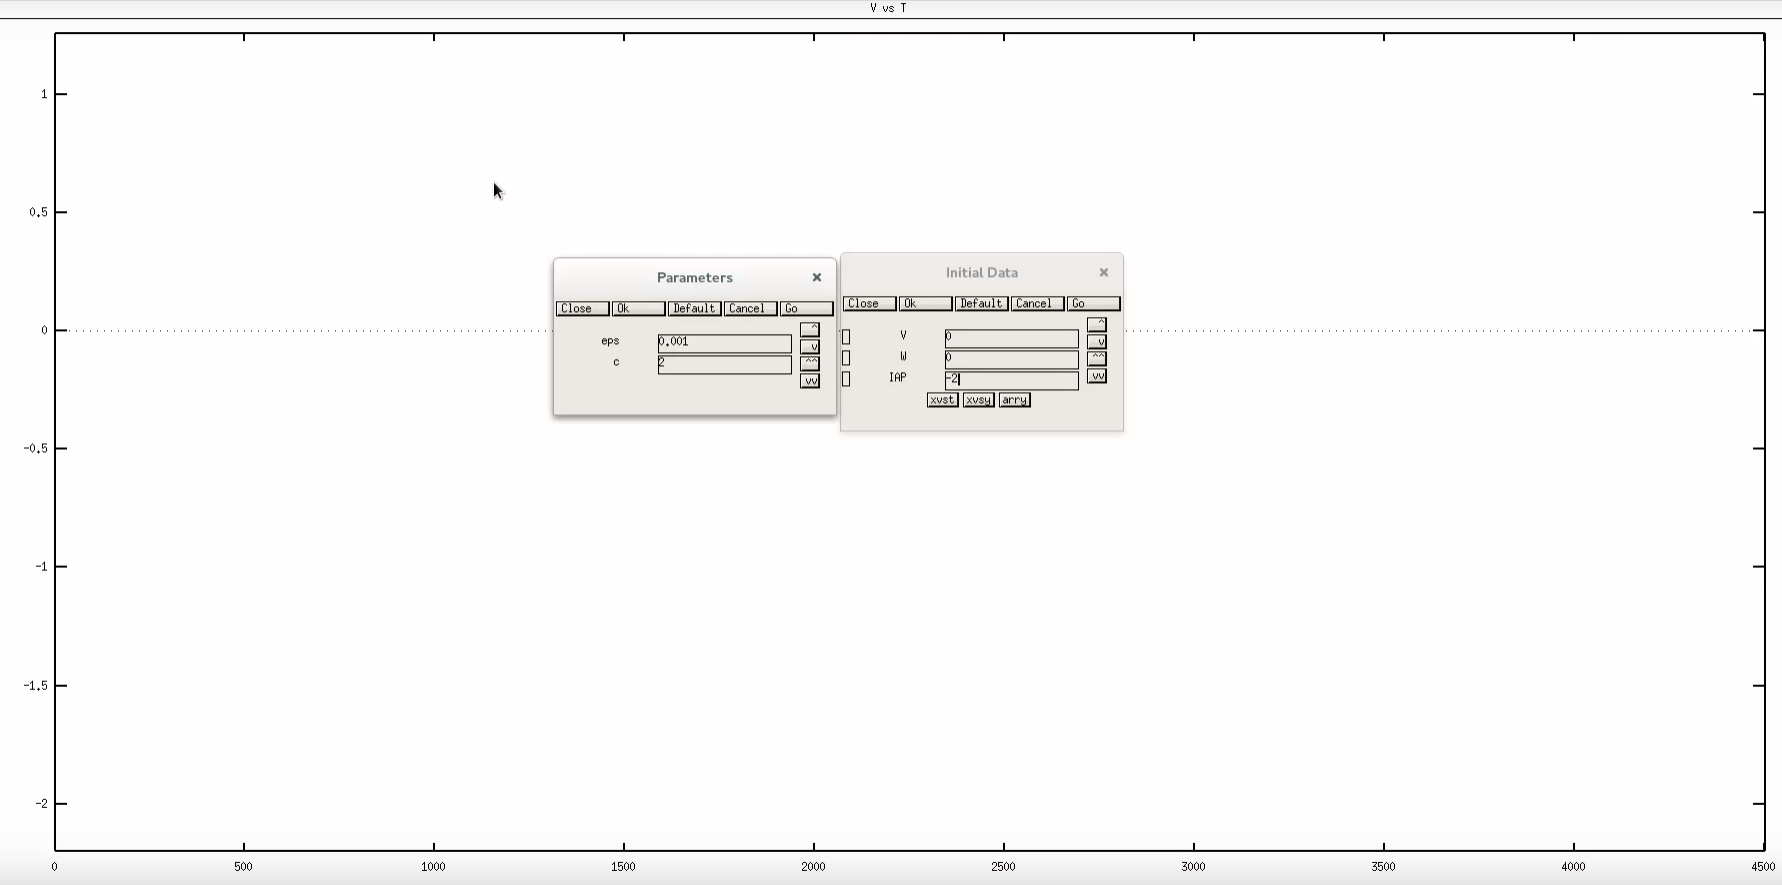 V vs T
1
0.5
0
-0.5
-1
-1.5
-2
0 500 1000 1500 2000 2500 3000 3500 4000 4500
Parameters ×
Close Ok Default Cancel Go
eps 0.001
c 2
^
v
^^
vv
Initial Data ×
Close Ok Default Cancel Go
V 0
W 0
IAP -2
^
v
^^
vv
xvst xvsy arry